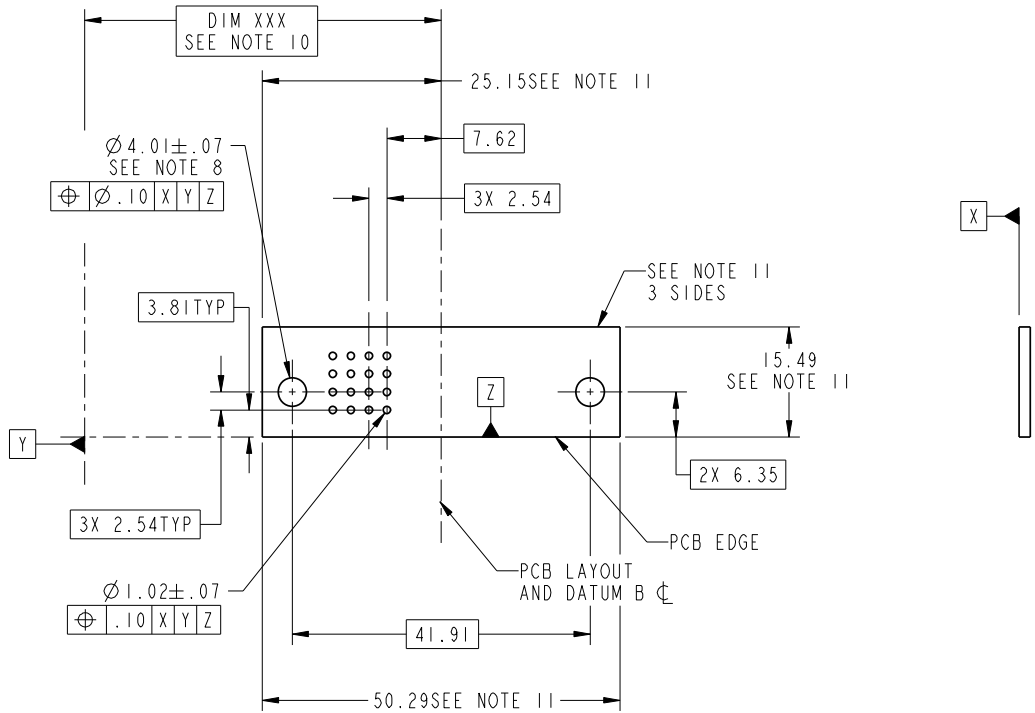 DIM XXX
SEE NOTE 10
25.15SEE NOTE 11
7.62
Ø4.01±.07
SEE NOTE 8
⌖ Ø.10 X Y Z
3X 2.54
X
SEE NOTE 11
3 SIDES
3.81TYP
15.49
SEE NOTE 11
Z
Y
2X 6.35
3X 2.54TYP
PCB EDGE
PCB LAYOUT
AND DATUM B ℄
Ø1.02±.07
⌖ .10 X Y Z
41.91
50.29SEE NOTE 11